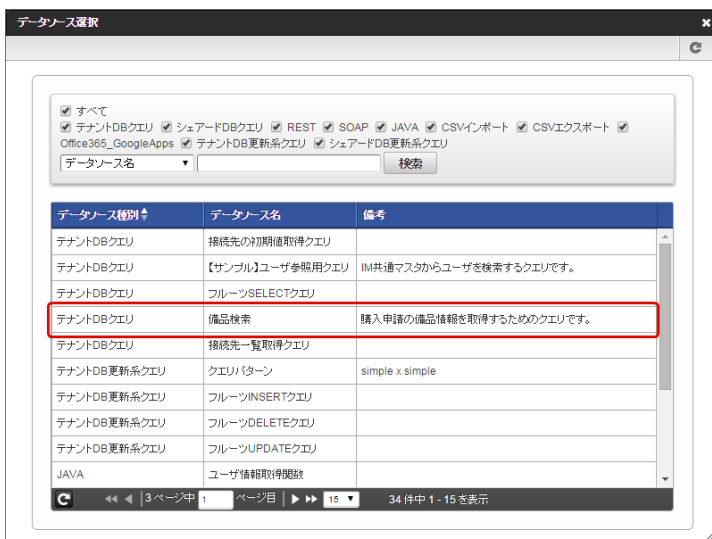 データソース選択
すべて
テナントDBクエリ シェアードDBクエリ REST SOAP JAVA CSVインポート CSVエクスポート
Office365_GoogleApps テナントDB更新系クエリ シェアードDB更新系クエリ
データソース名 検索
データソース種別 データソース名 備考
テナントDBクエリ 接続先の初期値取得クエリ
テナントDBクエリ 【サンプル】ユーザ参照用クエリ IM共通マスタからユーザを検索するクエリです。
テナントDBクエリ フルーツSELECTクエリ
テナントDBクエリ 備品検索 購入申請の備品情報を取得するためのクエリです。
テナントDBクエリ 接続先一覧取得クエリ
テナントDB更新系クエリ クエリパターン simple x simple
テナントDB更新系クエリ フルーツINSERTクエリ
テナントDB更新系クエリ フルーツDELETEクエリ
テナントDB更新系クエリ フルーツUPDATEクエリ
JAVA ユーザ情報取得関数
3 ページ中 1 ページ目 15 34 件中 1 - 15 を表示